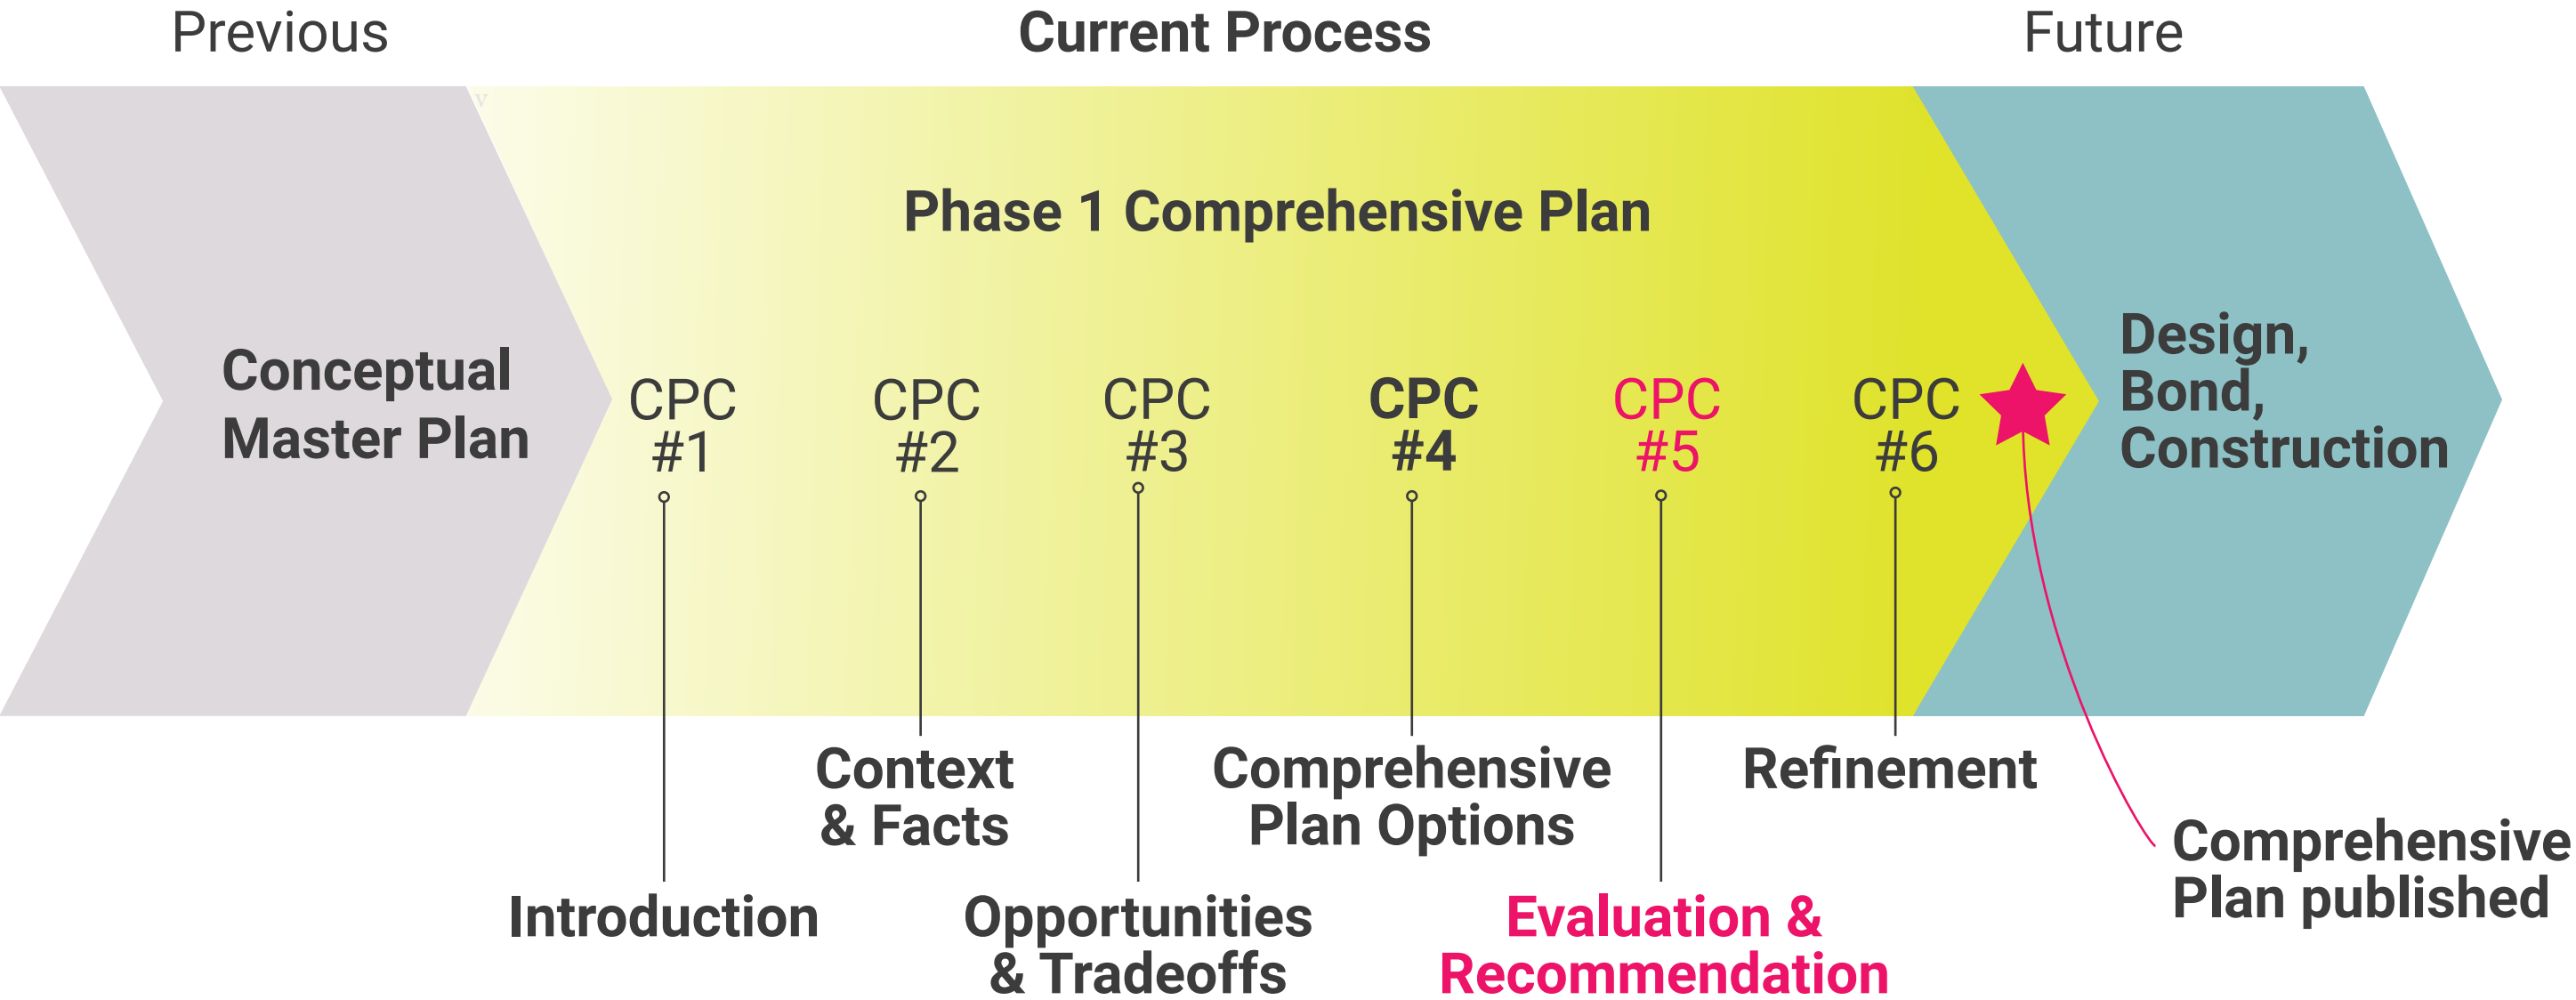 Previous
Current Process
Future
v
Phase 1 Comprehensive Plan
Conceptual
Master Plan
CPC
#1
CPC
#2
CPC
#3
CPC
#4
CPC
#5
CPC
#6
Design,
Bond,
Construction
Introduction
Context
& Facts
Opportunities
& Tradeoffs
Comprehensive
Plan Options
Evaluation &
Recommendation
Refinement
Comprehensive
Plan published